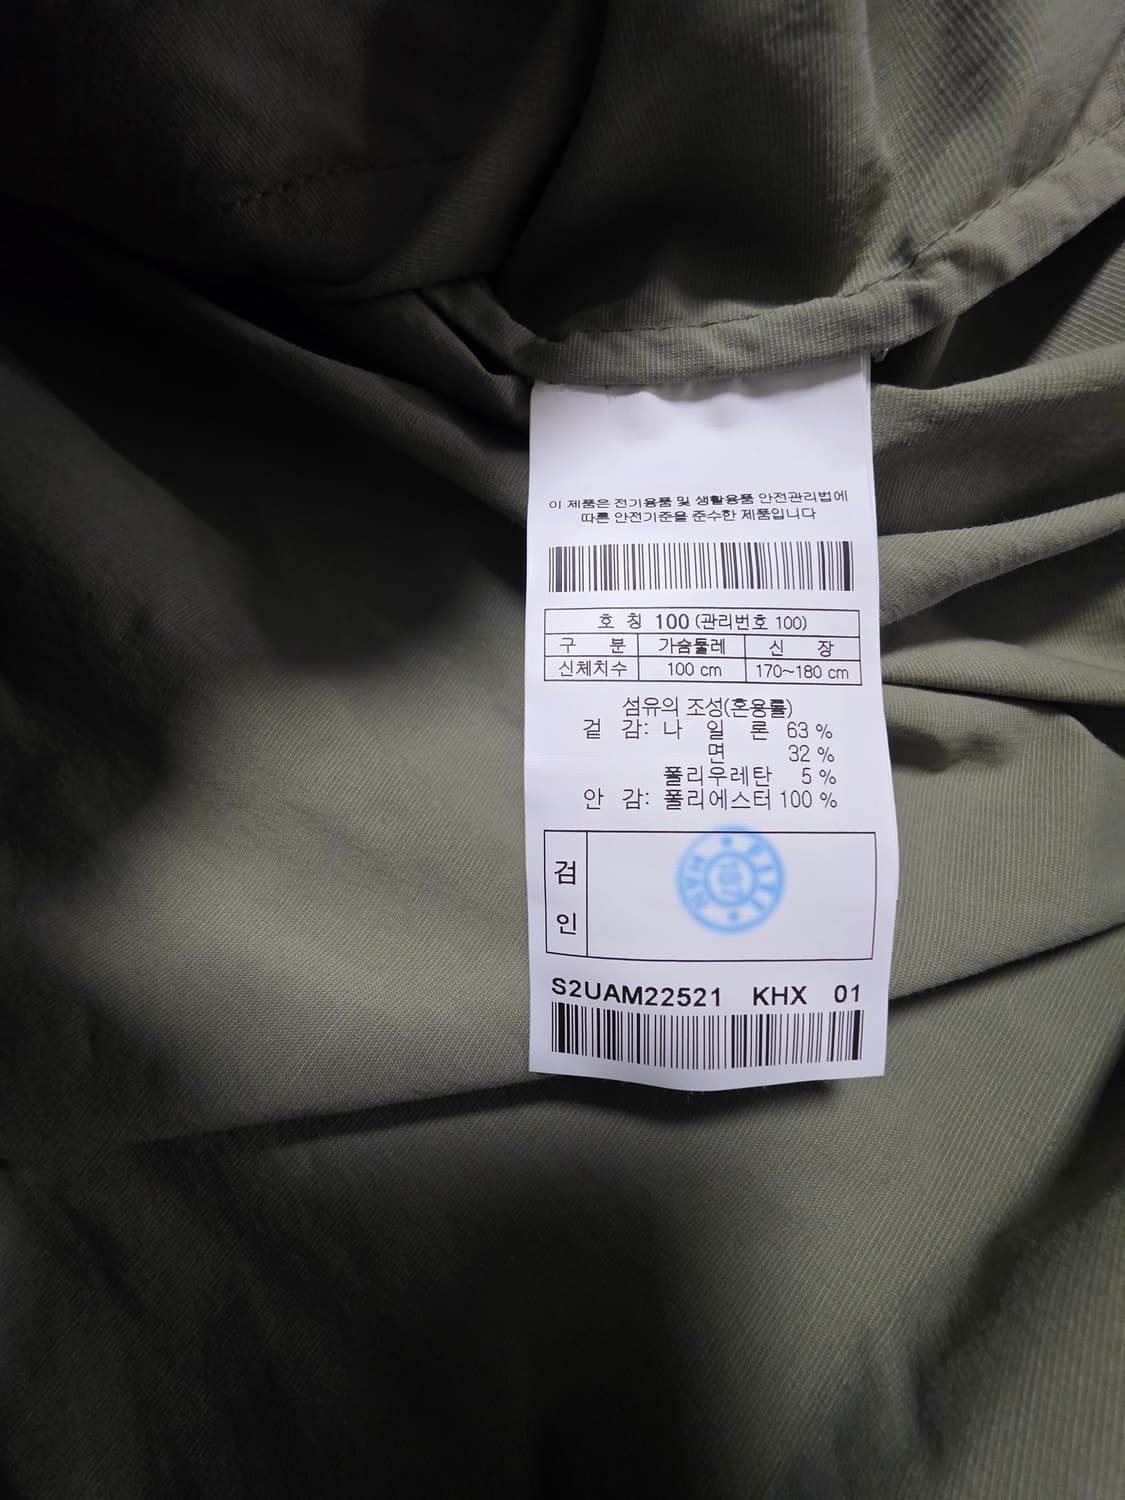 이 제품은 전기용품 및 생활용품 안전관리법에
따른 안전기준을 준수한 제품입니다
호 칭 100 (관리번호 100)
구 분 가슴둘레 신 장
신체치수 100 cm 170~180 cm
섬유의 조성(혼용률)
겉 감: 나 일 론 63 %
면 32 %
폴리우레탄 5 %
안 감: 폴리에스터 100 %
검
인
FITI
S2UAM22521 KHX 01